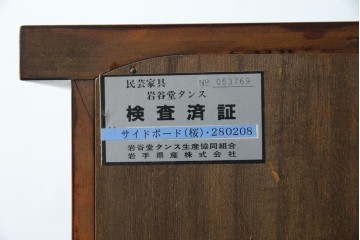 民芸家具 № 053769
岩谷堂タンス
検査済証
サイドボード(桜)・280208
岩谷堂タンス生産協同組合
岩手県産株式会社